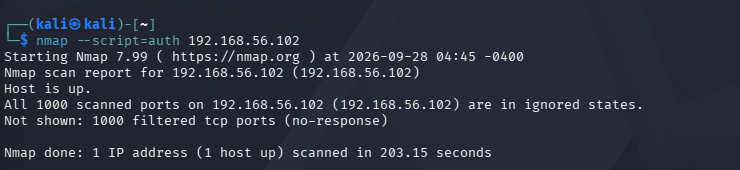 ┌──(kali㉿kali)-[~]
└─$ nmap --script=auth 192.168.56.102
Starting Nmap 7.99 ( https://nmap.org ) at 2026-09-28 04:45 -0400
Nmap scan report for 192.168.56.102 (192.168.56.102)
Host is up.
All 1000 scanned ports on 192.168.56.102 (192.168.56.102) are in ignored states.
Not shown: 1000 filtered tcp ports (no-response)
Nmap done: 1 IP address (1 host up) scanned in 203.15 seconds